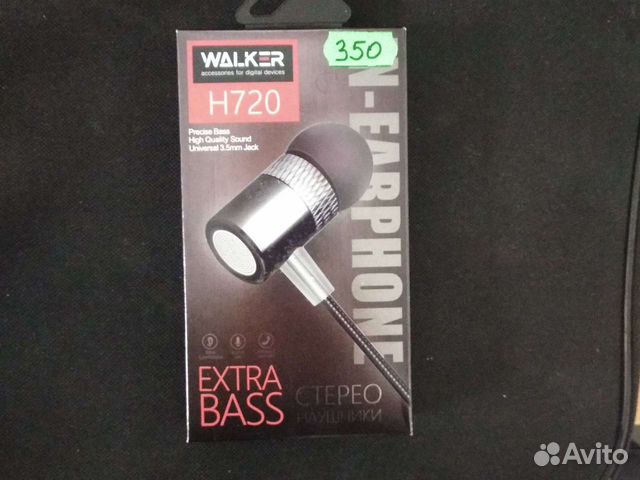 WALKER
accessories for digital devices
H720
350
Precise Bass
High Quality Sound
Universal 3.5mm Jack
IN-EARPHONE
EXTRA
BASS
СТЕРЕО
НАУШНИКИ
Avito